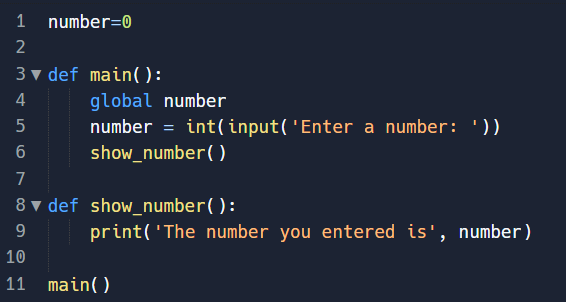 1 number=0
2
3 def main():
4     global number
5     number = int(input('Enter a number: '))
6     show_number()
7
8 def show_number():
9     print('The number you entered is', number)
10
11 main()